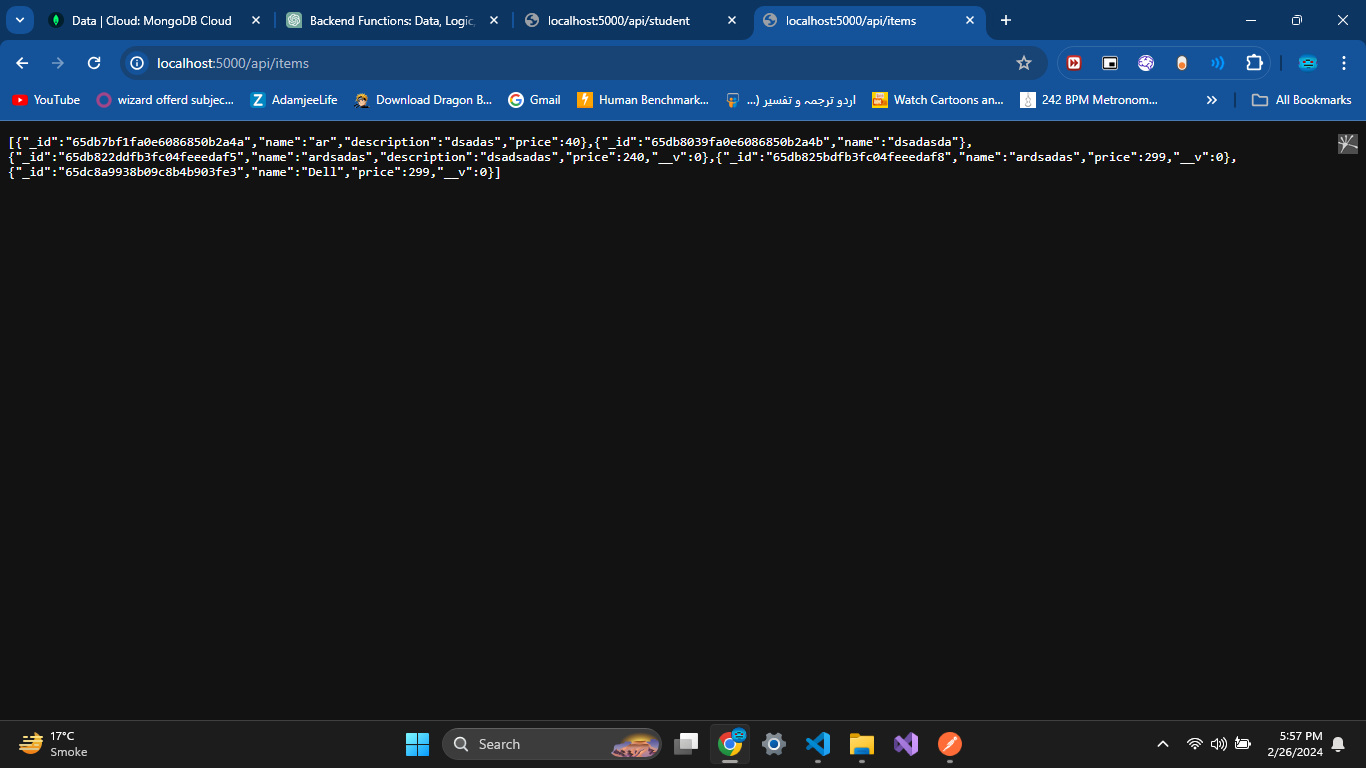 Data | Cloud: MongoDB Cloud
Backend Functions: Data, Logic,
localhost:5000/api/student
localhost:5000/api/items
localhost:5000/api/items
YouTube
wizard offerd subjec...
AdamjeeLife
Download Dragon B...
Gmail
Human Benchmark...
اردو ترجمہ و تفسیر (...
Watch Cartoons an...
242 BPM Metronom...
All Bookmarks
[{"_id":"65db7bf1fa0e6086850b2a4a","name":"ar","description":"dsadas","price":40},{"_id":"65db8039fa0e6086850b2a4b","name":"dsadasda"},
{"_id":"65db822ddfb3fc04feeedaf5","name":"ardsadas","description":"dsadsadas","price":240,"__v":0},{"_id":"65db825bdfb3fc04feeedaf8","name":"ardsadas","price":299,"__v":0},
{"_id":"65dc8a9938b09c8b4b903fe3","name":"Dell","price":299,"__v":0}]
17°C
Smoke
Search
5:57 PM
2/26/2024